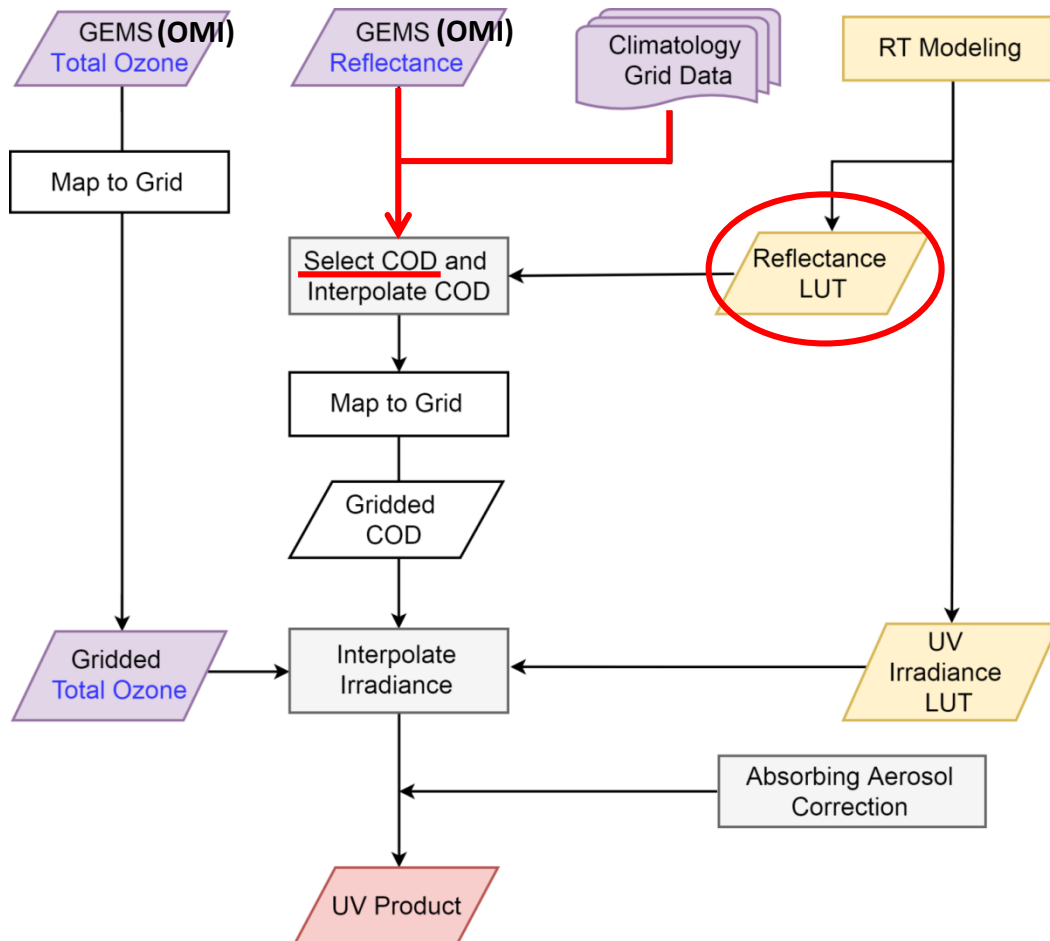 GEMS (OMI)
Total Ozone
GEMS (OMI)
Reflectance
Climatology
Grid Data
RT Modeling
Map to Grid
Select COD and
Interpolate COD
Reflectance
LUT
Map to Grid
Gridded
COD
Gridded
Total Ozone
Interpolate
Irradiance
UV
Irradiance
LUT
Absorbing Aerosol
Correction
UV Product